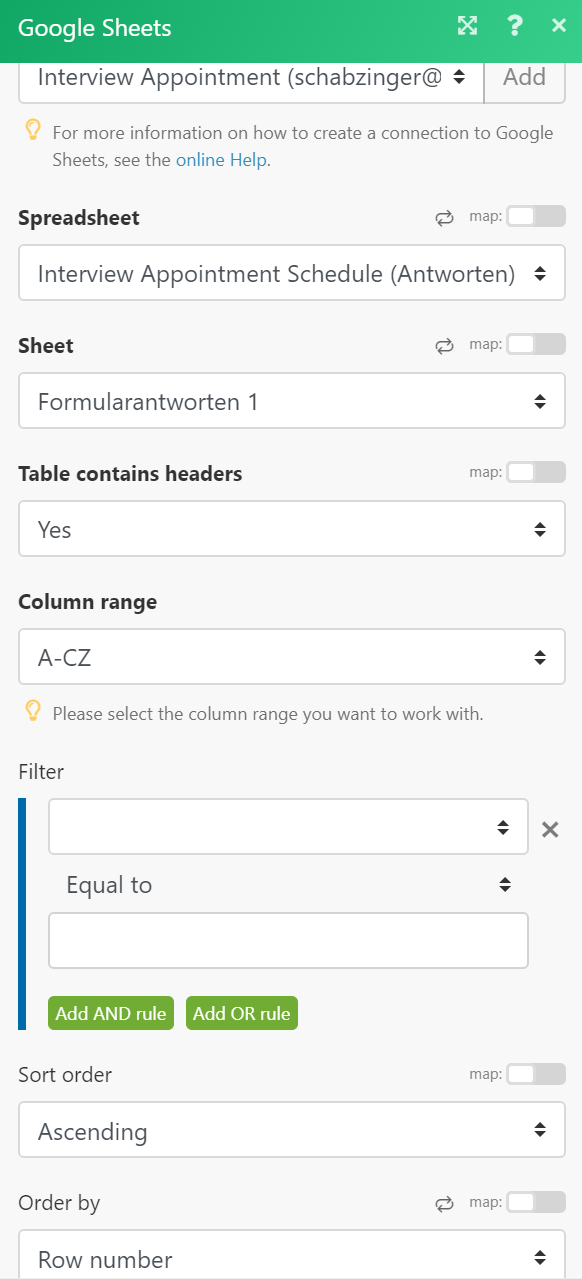 Google Sheets
Interview Appointment (schabzinger@
Add
For more information on how to create a connection to Google
Sheets, see the online Help.
Spreadsheet
map:
Interview Appointment Schedule (Antworten)
Sheet
map:
Formularantworten 1
Table contains headers
map:
Yes
Column range
A-CZ
Please select the column range you want to work with.
Filter
Equal to
Add AND rule
Add OR rule
Sort order
map:
Ascending
Order by
map:
Row number